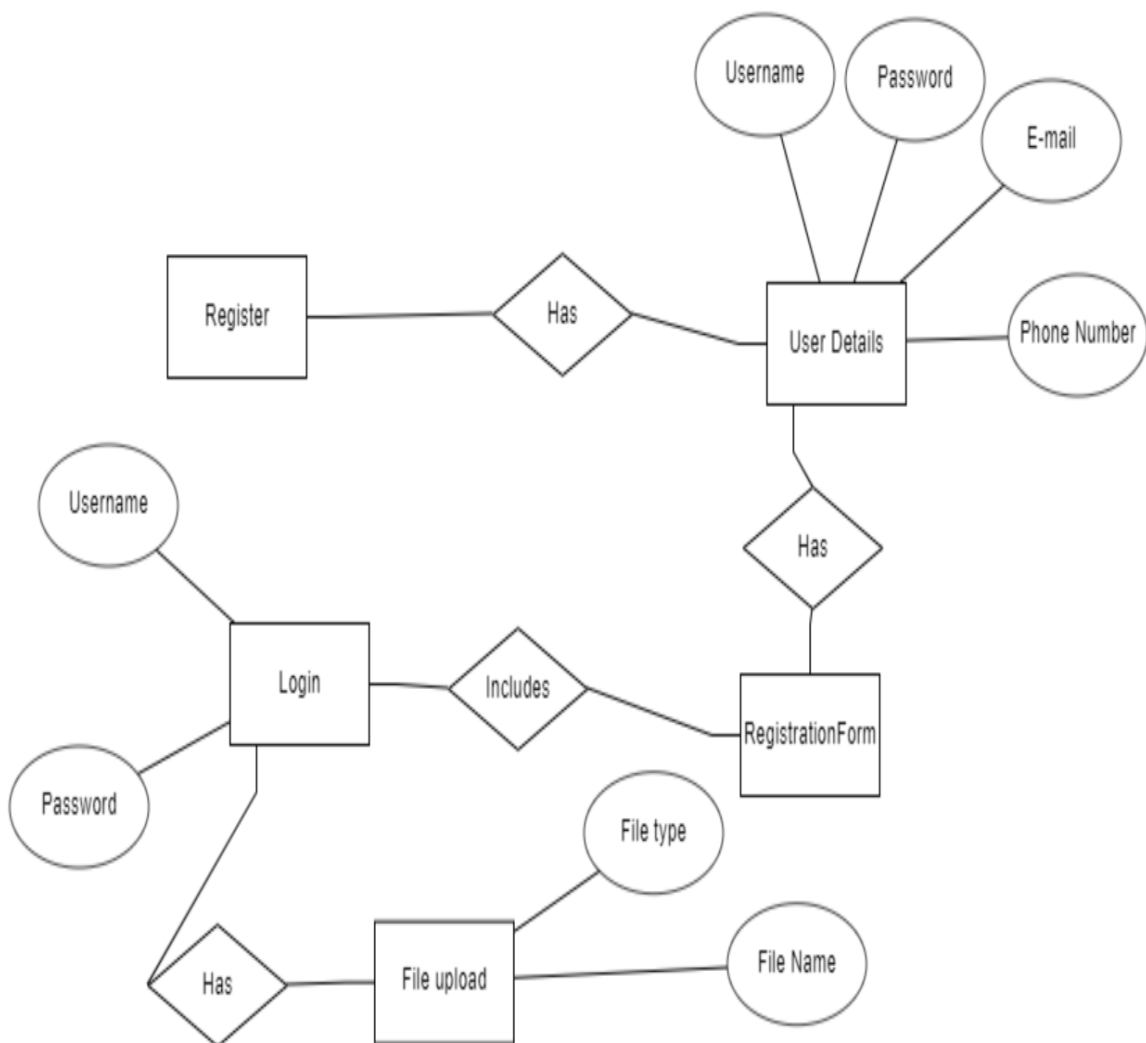 Username
Password
E-mail
Register
Has
User Details
Phone Number
Username
Has
Login
Includes
RegistrationForm
Password
File type
Has
File upload
File Name